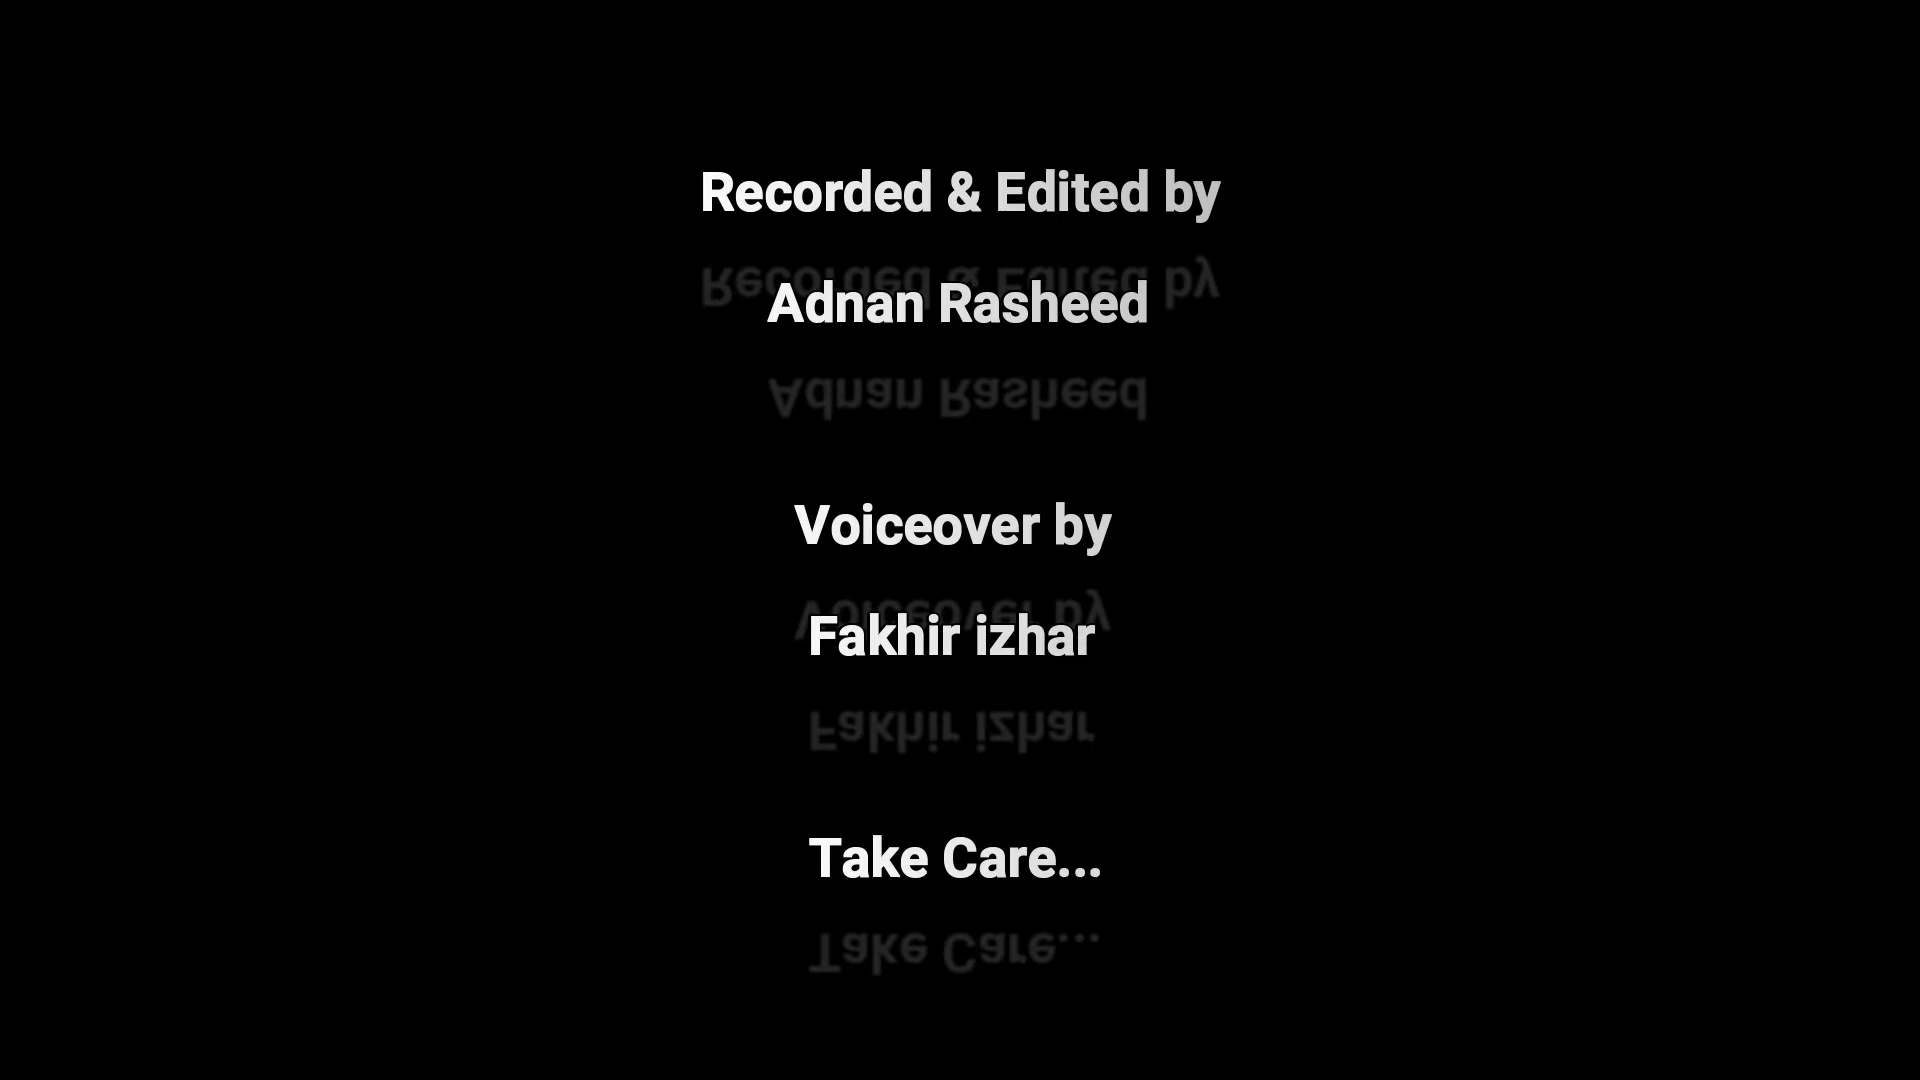 Recorded & Edited by
Adnan Rasheed
Voiceover by
Fakhir izhar
Take Care...